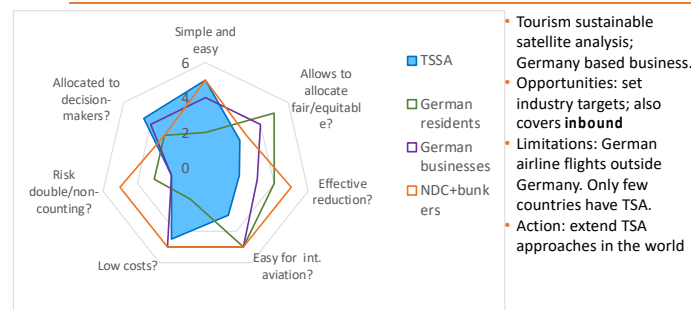 Simple and
easy
6
4
2
0
Allows to
allocate
fair/equitabl
e?
Effective
reduction?
Easy for int.
aviation?
Low costs?
Risk
double/non-
counting?
Allocated to
decision-
makers?
TSSA
German
residents
German
businesses
NDC+bunk
ers
• Tourism sustainable
satellite analysis;
Germany based business.
• Opportunities: set
industry targets; also
covers inbound
• Limitations: German
airline flights outside
Germany. Only few
countries have TSA.
• Action: extend TSA
approaches in the world